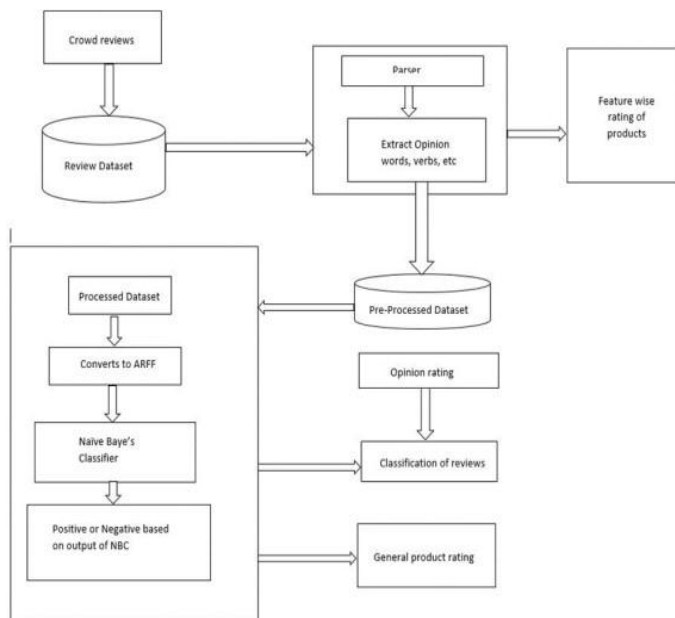 Crowd reviews
Review Dataset
Parser
Extract Opinion
words, verbs, etc
Feature wise
rating of
products
Pre-Processed Dataset
Processed Dataset
Converts to ARFF
Naïve Baye's
Classifier
Positive or Negative based
on output of NBC
Opinion rating
Classification of reviews
General product rating